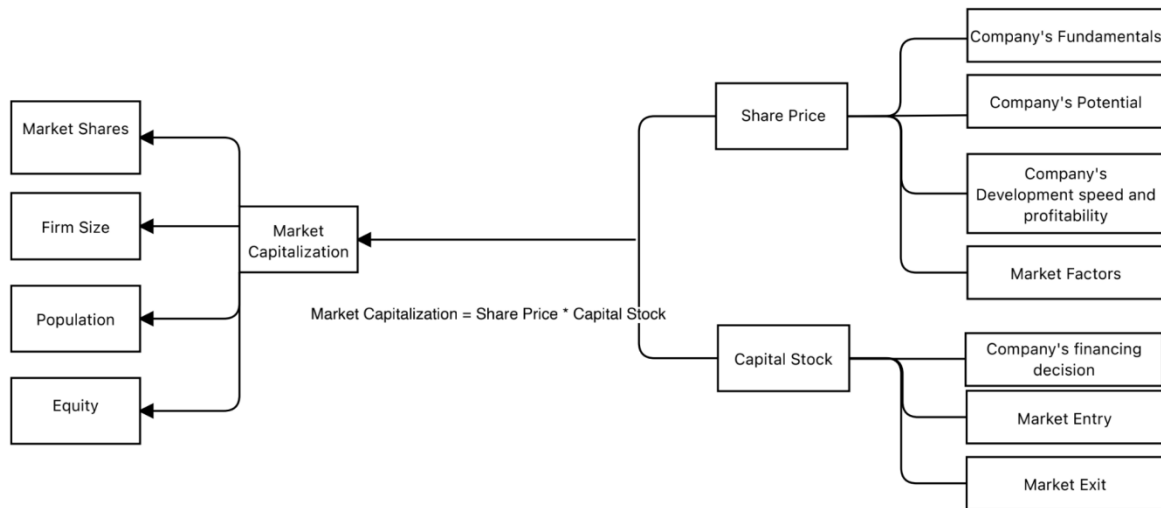 Market Shares
Firm Size
Population
Equity
Market
Capitalization
Market Capitalization = Share Price * Capital Stock
Share Price
Capital Stock
Company's Fundamentals
Company's Potential
Company's
Development speed and
profitability
Market Factors
Company's financing
decision
Market Entry
Market Exit